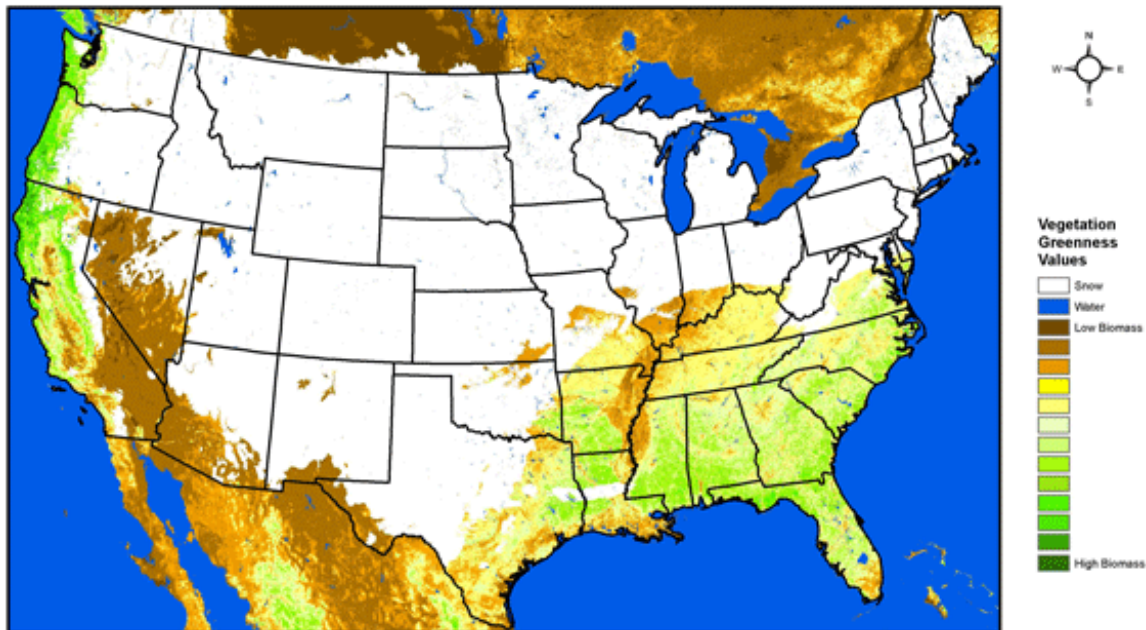 N
W E
S
Vegetation
Greenness
Values
Snow
Water
Low Biomass
High Biomass